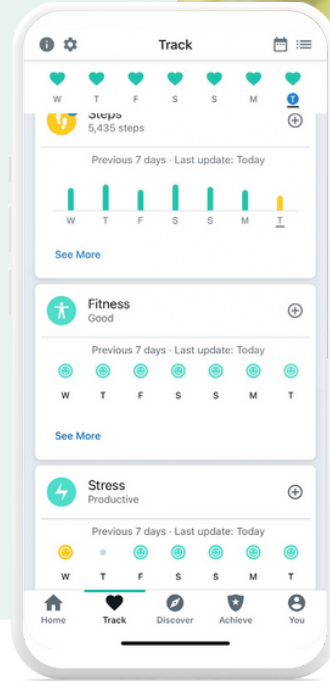 Track
W T F S S M T
Steps
5,435 steps
Previous 7 days · Last update: Today
W T F S S M T
See More
Fitness
Good
Previous 7 days · Last update: Today
W T F S S M T
See More
Stress
Productive
Previous 7 days · Last update: Today
W T F S S M T
Home Track Discover Achieve You